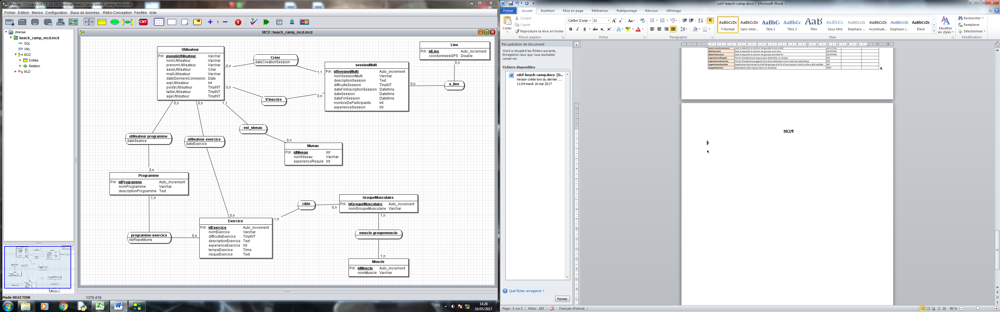 JMerise : C:\Users\34011-14-08\Desktop\Beach Camp\beach_camp_mcd.mcd
Fichier Edition Merise Configuration Base de données Rétro-Conception Fenêtre Aide
new
1
CNT
JMerise
beach_camp_mcd.mcd
SQL
XML
MCD
Entités
Relation
MLD
MCD : beach_camp_mcd.mcd
Utilisateur
PrK pseudoUtilisateur Varchar
nomUtilisateur Varchar
prenomUtilisateur Varchar
sexeUtilisateur Char
mailUtilisateur Varchar
dateDerniereConnexion Date
expUtilisateur Int
poidsUtilisateur TinyINT
tailleUtilisateur TinyINT
ageUtilisateur TinyINT
0,n
Créer
dateCreationSession
1,1
0,n
S'inscrire
0,n
sessionMulti
PrK idSessionMulti Auto_increment
nomSessionMulti Varchar
descriptionSession Text
difficulteSession TinyINT
dateFinInscriptionSession Datetime
dateSession Datetime
dateFinSession Datetime
nombreDeParticipants Int
experienceSession Int
0,n
a_lieu
0,n
Lieu
PrK idLieu Auto_increment
coordonneesGPS Double
0,n
0,n
1,1
est_niveau
0,n
Niveau
PrK idNiveau Int
nomNiveau Varchar
experienceRequis Int
utilisateur-programme
dateSeance
utilisateur-exercice
dateExercice
0,n
Programme
PrK idProgramme Auto_increment
nomProgramme Varchar
descriptionProgramme Text
1,n
programme-exercice
nbRepetitions
0,n
0,n
Exercice
PrK idExercice Auto_increment
nomExercice Varchar
difficulteExercice TinyINT
descriptionExercice Text
experienceExercice Int
tempsExercice Time
risqueExercice Text
1,n
cible
0,n
GroupeMusculaire
PrK idGroupeMusculaire Auto_increment
nomGroupeMusculaire Varchar
1,n
muscle-groupemuscle
1,n
Muscle
PrK idMuscle Auto_increment
nomMuscle Varchar
Mode SELECTION
1376:419.
FR
14:26
16/05/2017
cdcf-beach-camp.docx - Microsoft Word
Fichier Accueil Insertion Mise en page Références Publipostage Révision Affichage
Coller
Couper
Copier
Reproduire la mise en forme
Presse-papiers
Calibri (Corps 11
Police
Paragraphe
AaBbCcDc ¶ Normal
AaBbCcDc Sans inter...
AaBbC Titre 1
AaBbCc Titre 2
AaB Titre
AaBbCc. Sous-titre
AaBbCcDc Emphase ...
AaBbCcDc Accentuat...
AaBbCcDc Emphase i...
AaBbCcDc Élevé
Style
Modifier les styles
Rechercher
Remplacer
Sélectionner
Modification
Récupération de document
Word a récupéré les fichiers suivants.
Enregistrez ceux que vous souhaitez
conserver.
Fichiers disponibles
cdcf-beach-camp.docx [O...
Version créée lors du dernier ...
11:04 mardi 16 mai 2017
Quel fichier enregistrer ?
Fermer
dateSession Date à laquelle la session de groupe aura lieu DATETIME
dateFinSession Date à laquelle la session de groupe prendra fin DATETIME
experienceRequis Points d'expérience requis pour atteindre un niveau INT
experienceExercice Points d'expérience gagnés lors de la réalisation d'un exercice spécifique INT
experienceSession Expérience donné par le chef de groupe à la fin d'une session multi si elle a été validée INT
risqueExercice Description des risques liés à un exercice TEXT
¶
MCD¶
¶
¶
Page : 5 sur 5 Mots : 283 Français (France)
90 %